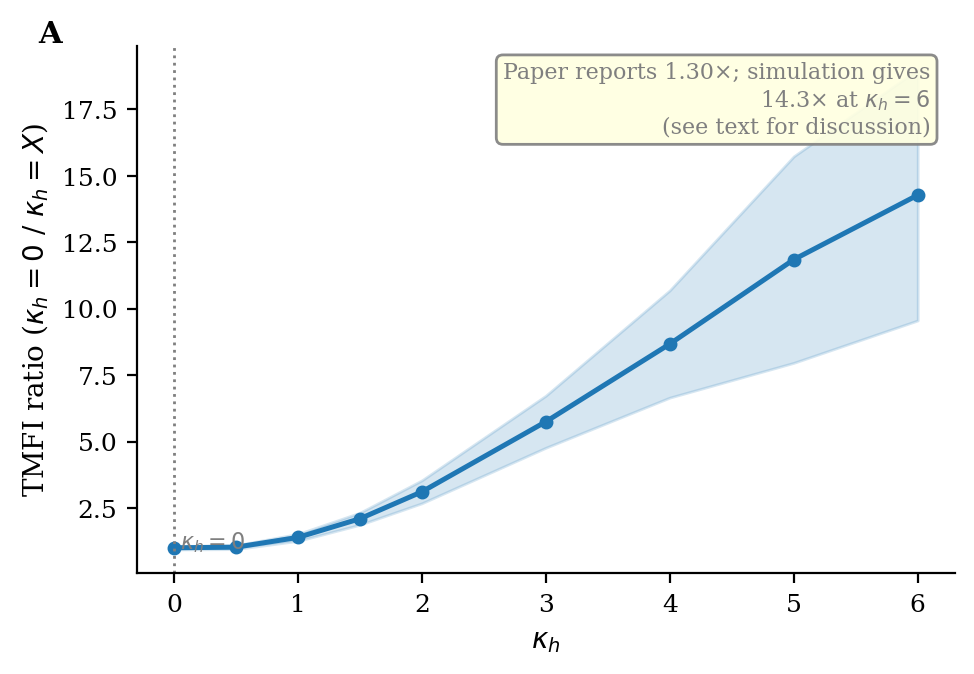 A
Paper reports 1.30×; simulation gives
14.3× at κₕ = 6
(see text for discussion)
TMFI ratio (κₕ = 0 / κₕ = X)
17.5
15.0
12.5
10.0
7.5
5.0
2.5
κₕ = 0
0 1 2 3 4 5 6
κₕ